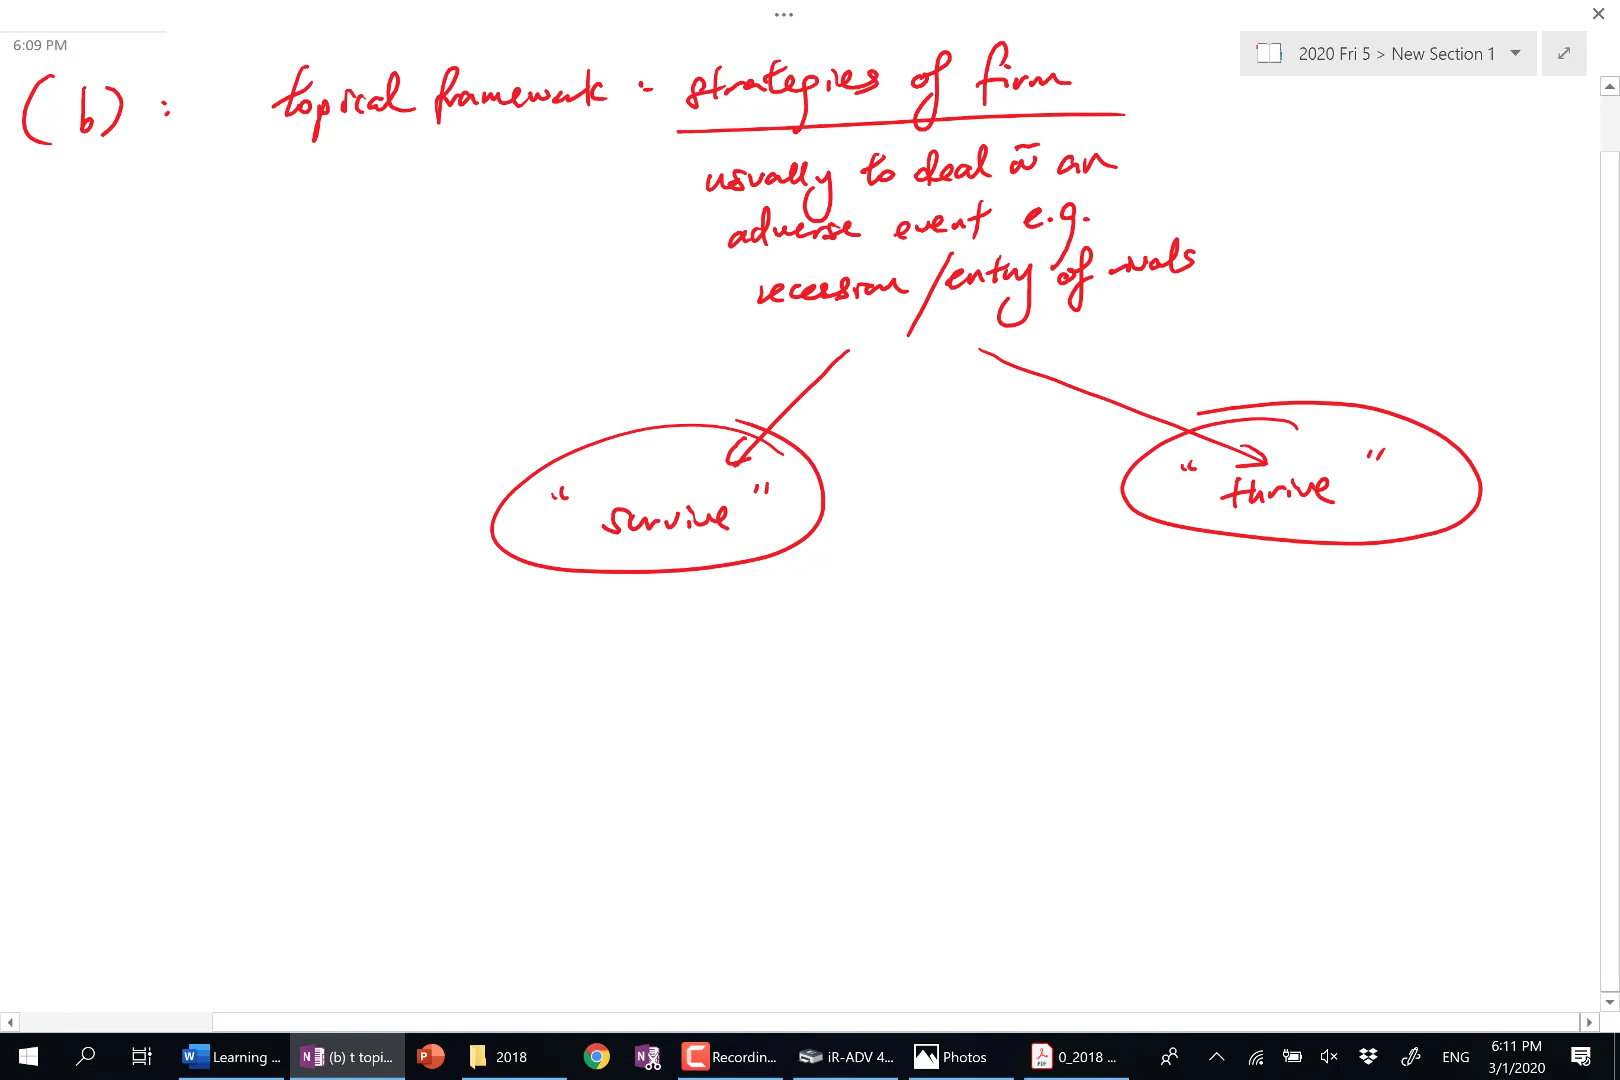 ...
6:09 PM
2020 Fri 5 > New Section 1
(b) : topical framework : strategies of firm
usually to deal w̃ an
adverse event e.g.
recession / entry of rivals
" survive "
" thrive "
Learning ...
(b) t topi...
2018
Recordin...
iR-ADV 4...
Photos
0_2018 ...
ENG
6:11 PM
3/1/2020